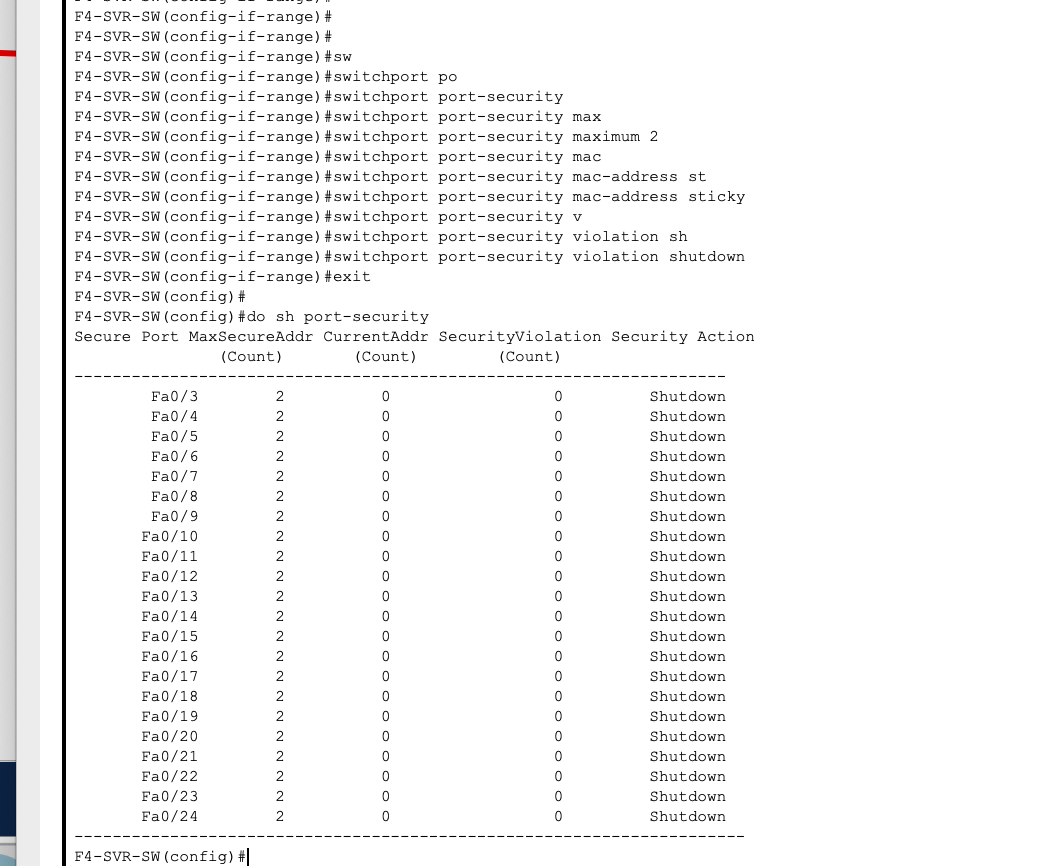 F4-SVR-SW(config-if-range)#
F4-SVR-SW(config-if-range)#
F4-SVR-SW(config-if-range)#
F4-SVR-SW(config-if-range)#sw
F4-SVR-SW(config-if-range)#switchport po
F4-SVR-SW(config-if-range)#switchport port-security
F4-SVR-SW(config-if-range)#switchport port-security max
F4-SVR-SW(config-if-range)#switchport port-security maximum 2
F4-SVR-SW(config-if-range)#switchport port-security mac
F4-SVR-SW(config-if-range)#switchport port-security mac-address st
F4-SVR-SW(config-if-range)#switchport port-security mac-address sticky
F4-SVR-SW(config-if-range)#switchport port-security v
F4-SVR-SW(config-if-range)#switchport port-security violation sh
F4-SVR-SW(config-if-range)#switchport port-security violation shutdown
F4-SVR-SW(config-if-range)#exit
F4-SVR-SW(config)#
F4-SVR-SW(config)#do sh port-security
Secure Port MaxSecureAddr CurrentAddr SecurityViolation Security Action
(Count) (Count) (Count)
--------------------------------------------------------------------
Fa0/3 2 0 0 Shutdown
Fa0/4 2 0 0 Shutdown
Fa0/5 2 0 0 Shutdown
Fa0/6 2 0 0 Shutdown
Fa0/7 2 0 0 Shutdown
Fa0/8 2 0 0 Shutdown
Fa0/9 2 0 0 Shutdown
Fa0/10 2 0 0 Shutdown
Fa0/11 2 0 0 Shutdown
Fa0/12 2 0 0 Shutdown
Fa0/13 2 0 0 Shutdown
Fa0/14 2 0 0 Shutdown
Fa0/15 2 0 0 Shutdown
Fa0/16 2 0 0 Shutdown
Fa0/17 2 0 0 Shutdown
Fa0/18 2 0 0 Shutdown
Fa0/19 2 0 0 Shutdown
Fa0/20 2 0 0 Shutdown
Fa0/21 2 0 0 Shutdown
Fa0/22 2 0 0 Shutdown
Fa0/23 2 0 0 Shutdown
Fa0/24 2 0 0 Shutdown
----------------------------------------------------------------------
F4-SVR-SW(config)#